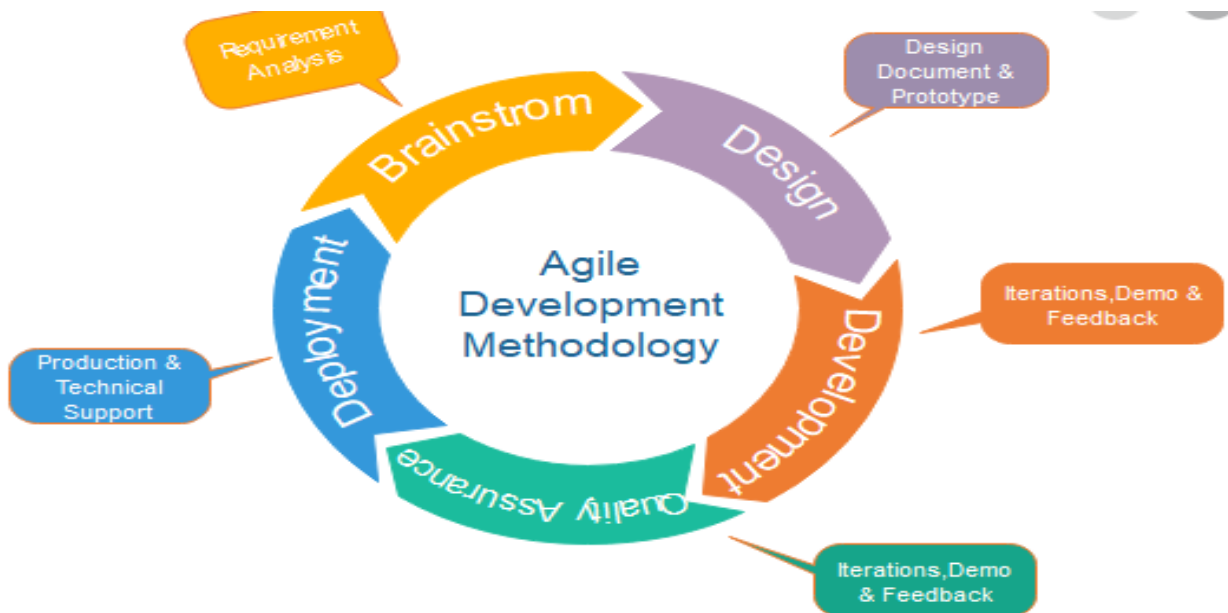 Requirement
Analysis
Brainstrom
Design
Document &
Prototype
Design
Agile
Development
Methodology
Iterations,Demo &
Feedback
Development
Production &
Technical
Support
Deployment
Quality Assurance
Iterations,Demo
& Feedback